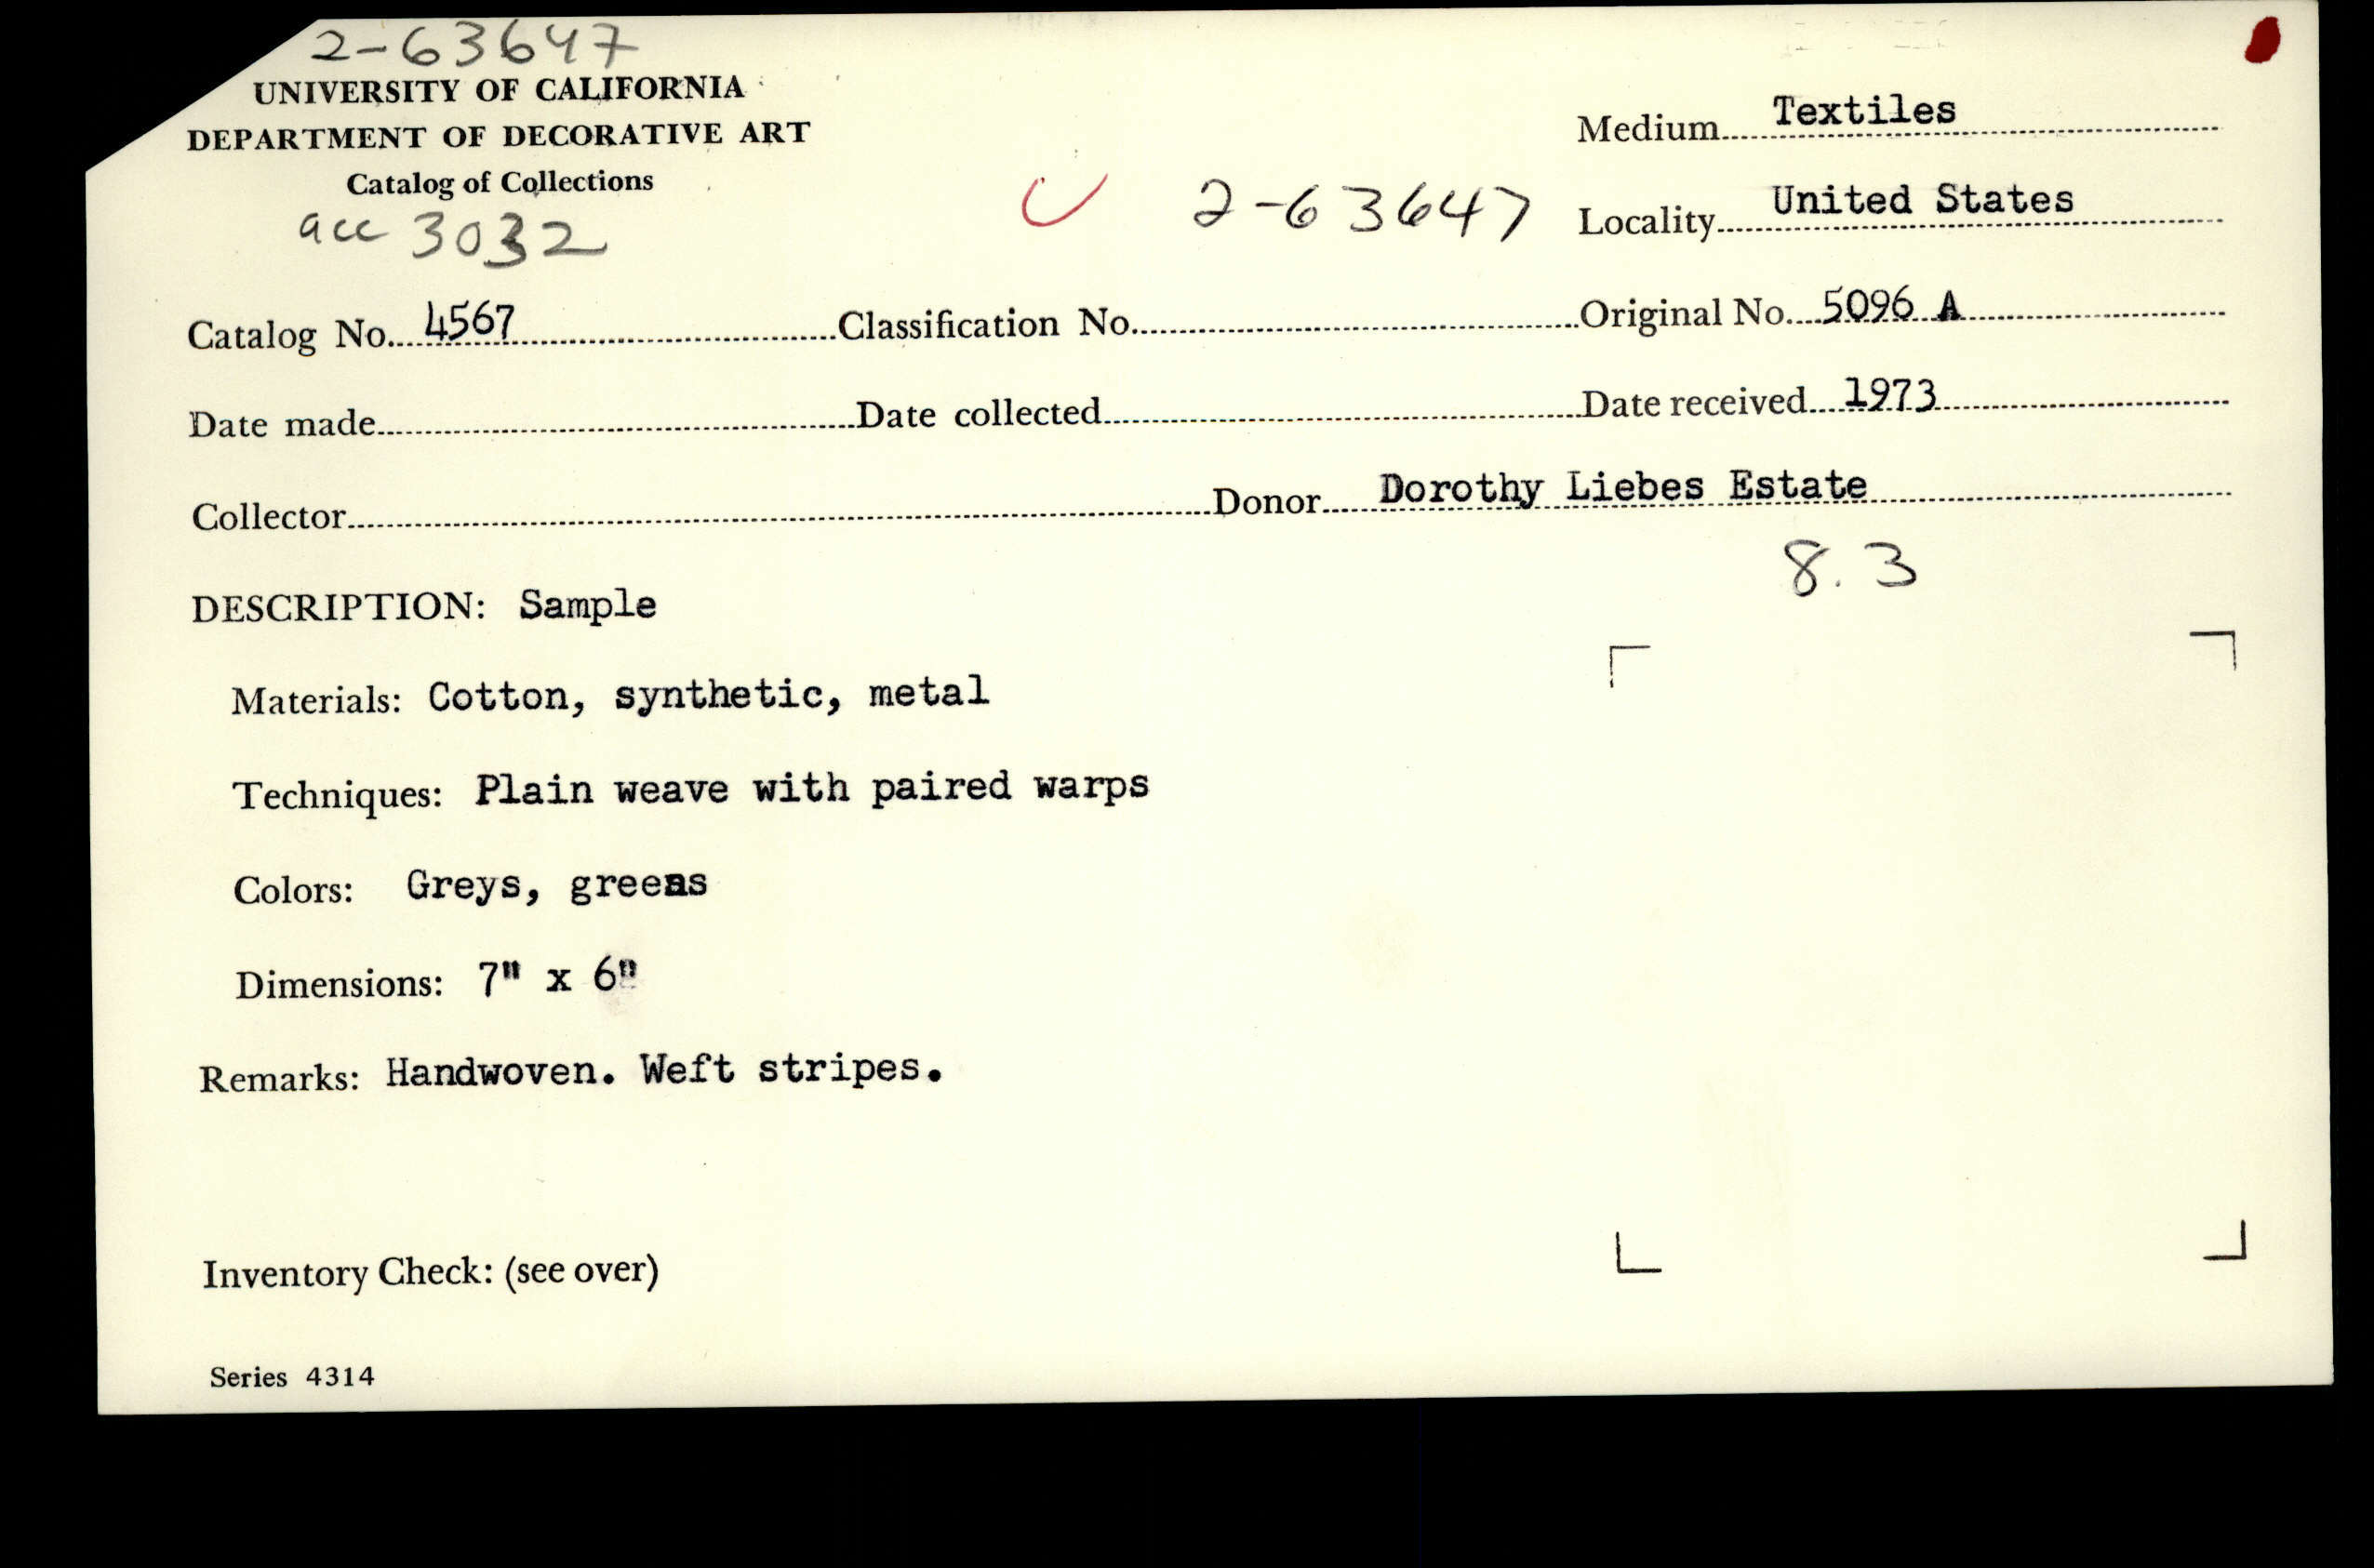 2-63647
UNIVERSITY OF CALIFORNIA
DEPARTMENT OF DECORATIVE ART
Catalog of Collections
acc 3032
2-63647
Medium Textiles
Locality United States
Catalog No. 4567 Classification No. Original No. 5096 A
Date made Date collected Date received 1973
Collector Donor Dorothy Liebes Estate
8.3
DESCRIPTION: Sample
Materials: Cotton, synthetic, metal
Techniques: Plain weave with paired warps
Colors: Greys, greens
Dimensions: 7" x 6"
Remarks: Handwoven. Weft stripes.
Inventory Check: (see over)
Series 4314